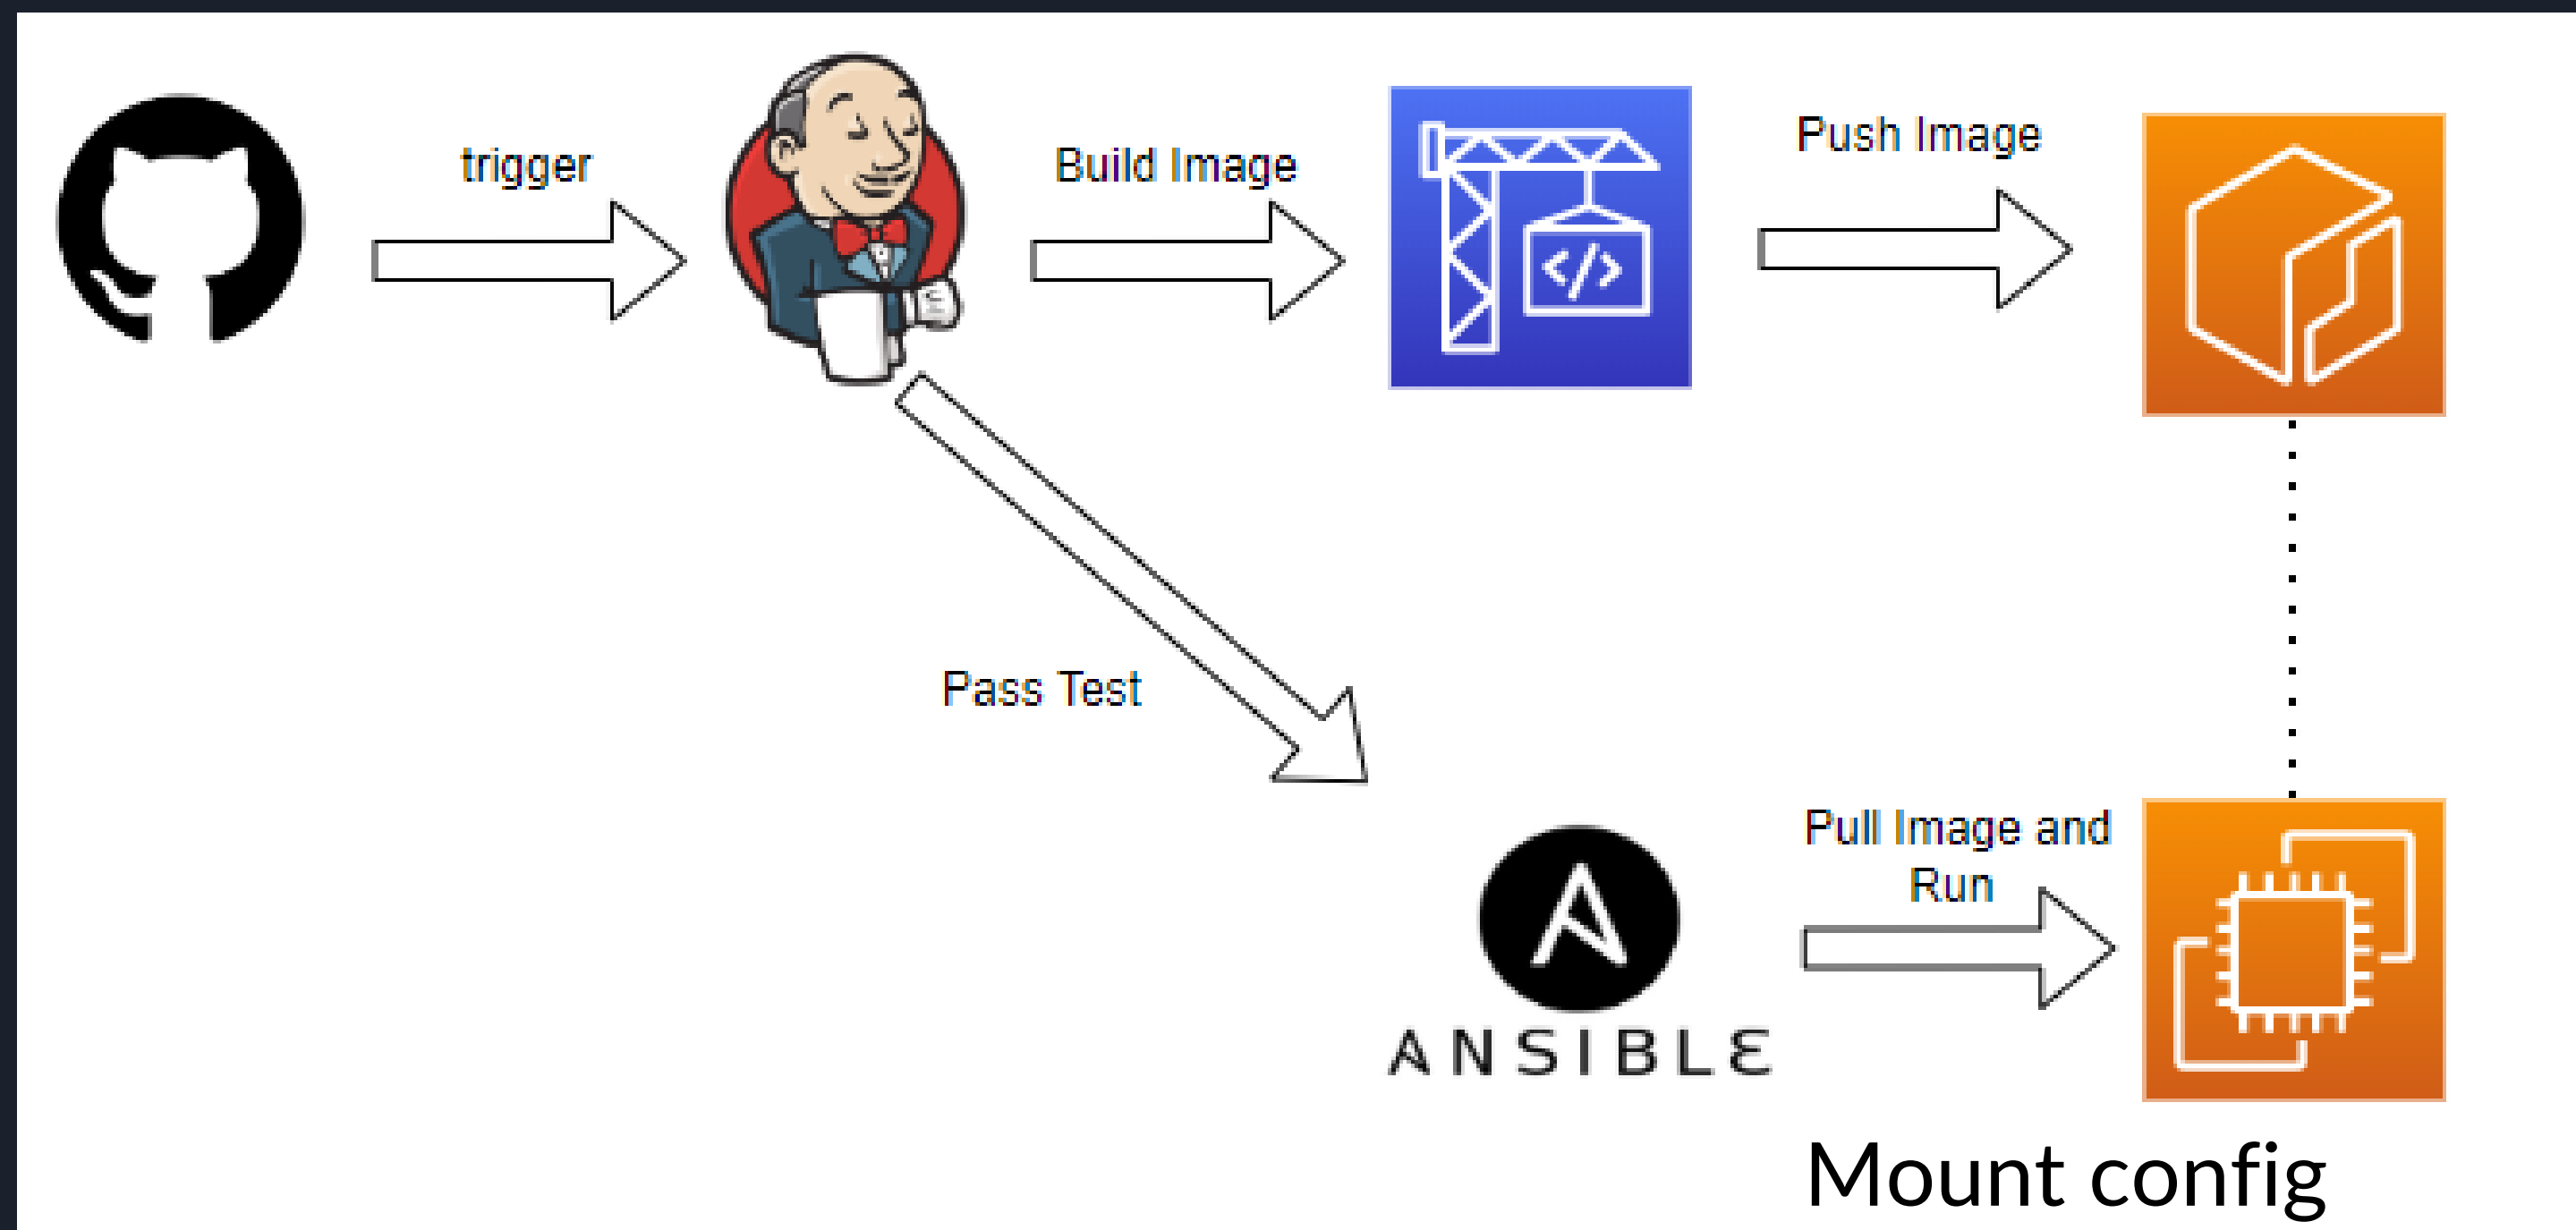 trigger
Build Image
Push Image
Pass Test
Pull Image and
Run
ANSIBLE
Mount config